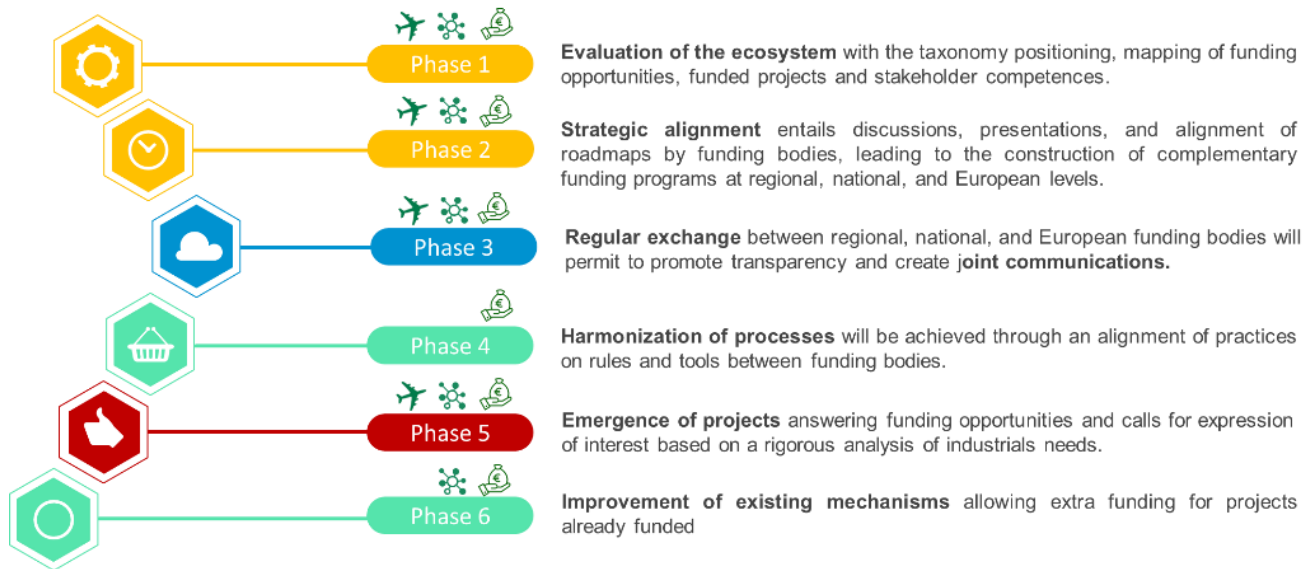 Phase 1
Evaluation of the ecosystem with the taxonomy positioning, mapping of funding
opportunities, funded projects and stakeholder competences.
Phase 2
Strategic alignment entails discussions, presentations, and alignment of
roadmaps by funding bodies, leading to the construction of complementary
funding programs at regional, national, and European levels.
Phase 3
Regular exchange between regional, national, and European funding bodies will
permit to promote transparency and create joint communications.
Phase 4
Harmonization of processes will be achieved through an alignment of practices
on rules and tools between funding bodies.
Phase 5
Emergence of projects answering funding opportunities and calls for expression
of interest based on a rigorous analysis of industrials needs.
Phase 6
Improvement of existing mechanisms allowing extra funding for projects
already funded